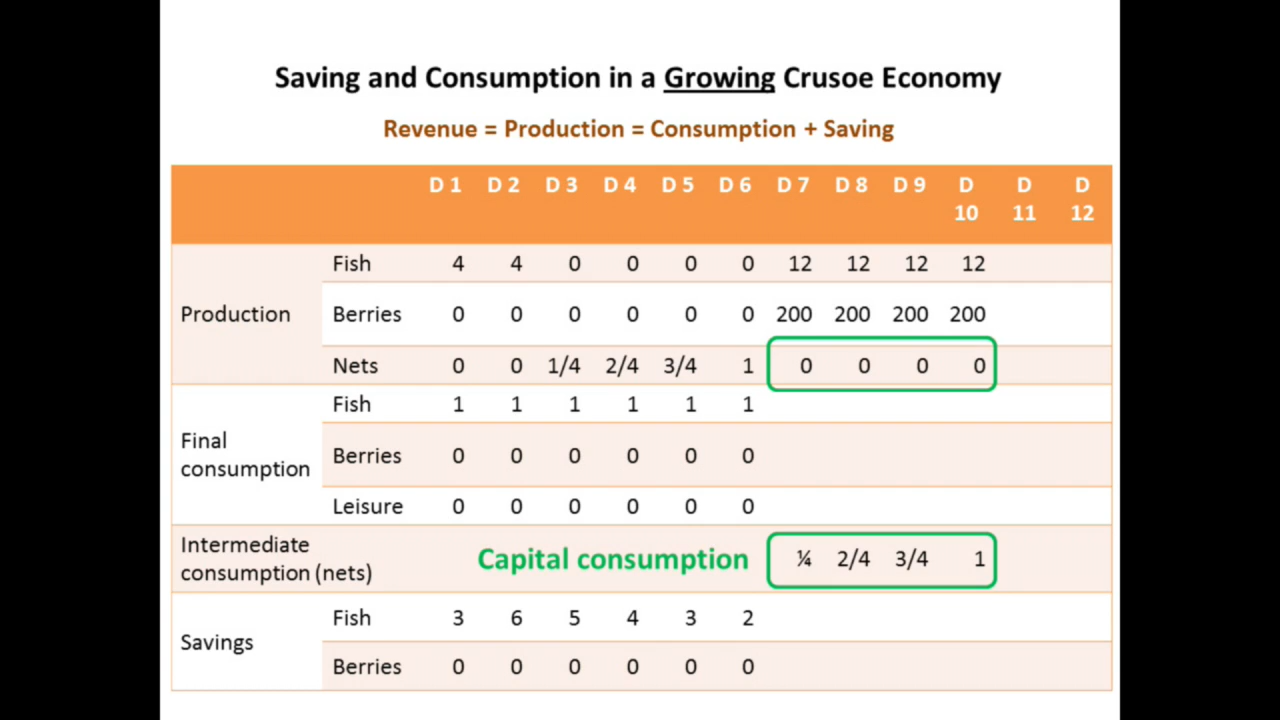 Saving and Consumption in a Growing Crusoe Economy
Revenue = Production = Consumption + Saving
D 1 D 2 D 3 D 4 D 5 D 6 D 7 D 8 D 9 D 10 D 11 D 12
Production
Fish 4 4 0 0 0 0 12 12 12 12
Berries 0 0 0 0 0 0 200 200 200 200
Nets 0 0 1/4 2/4 3/4 1 0 0 0 0
Final consumption
Fish 1 1 1 1 1 1
Berries 0 0 0 0 0 0
Leisure 0 0 0 0 0 0
Intermediate consumption (nets) Capital consumption ¼ 2/4 3/4 1
Savings
Fish 3 6 5 4 3 2
Berries 0 0 0 0 0 0